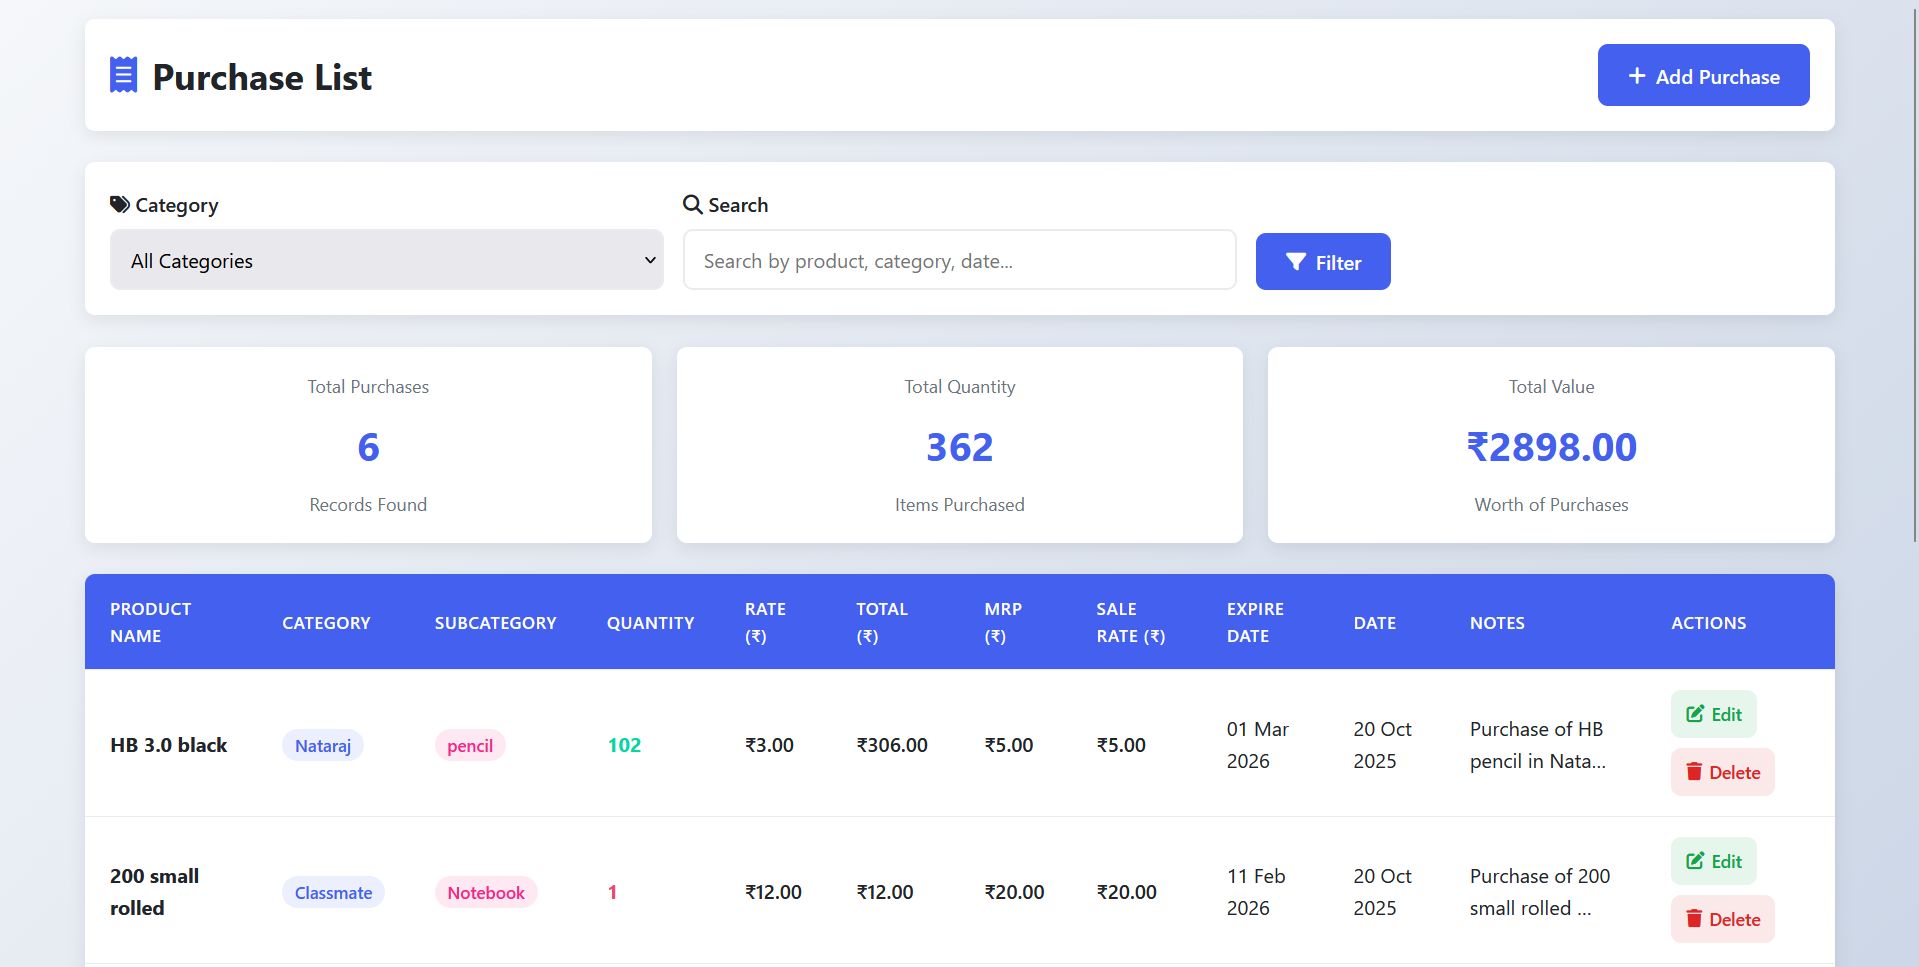 Purchase List
+ Add Purchase
Category
Search
All Categories
Search by product, category, date...
Filter
Total Purchases
6
Records Found
Total Quantity
362
Items Purchased
Total Value
₹2898.00
Worth of Purchases
PRODUCT NAME CATEGORY SUBCATEGORY QUANTITY RATE (₹) TOTAL (₹) MRP (₹) SALE RATE (₹) EXPIRE DATE DATE NOTES ACTIONS
HB 3.0 black Nataraj pencil 102 ₹3.00 ₹306.00 ₹5.00 ₹5.00 01 Mar 2026 20 Oct 2025 Purchase of HB pencil in Nata... Edit Delete
200 small rolled Classmate Notebook 1 ₹12.00 ₹12.00 ₹20.00 ₹20.00 11 Feb 2026 20 Oct 2025 Purchase of 200 small rolled ... Edit Delete